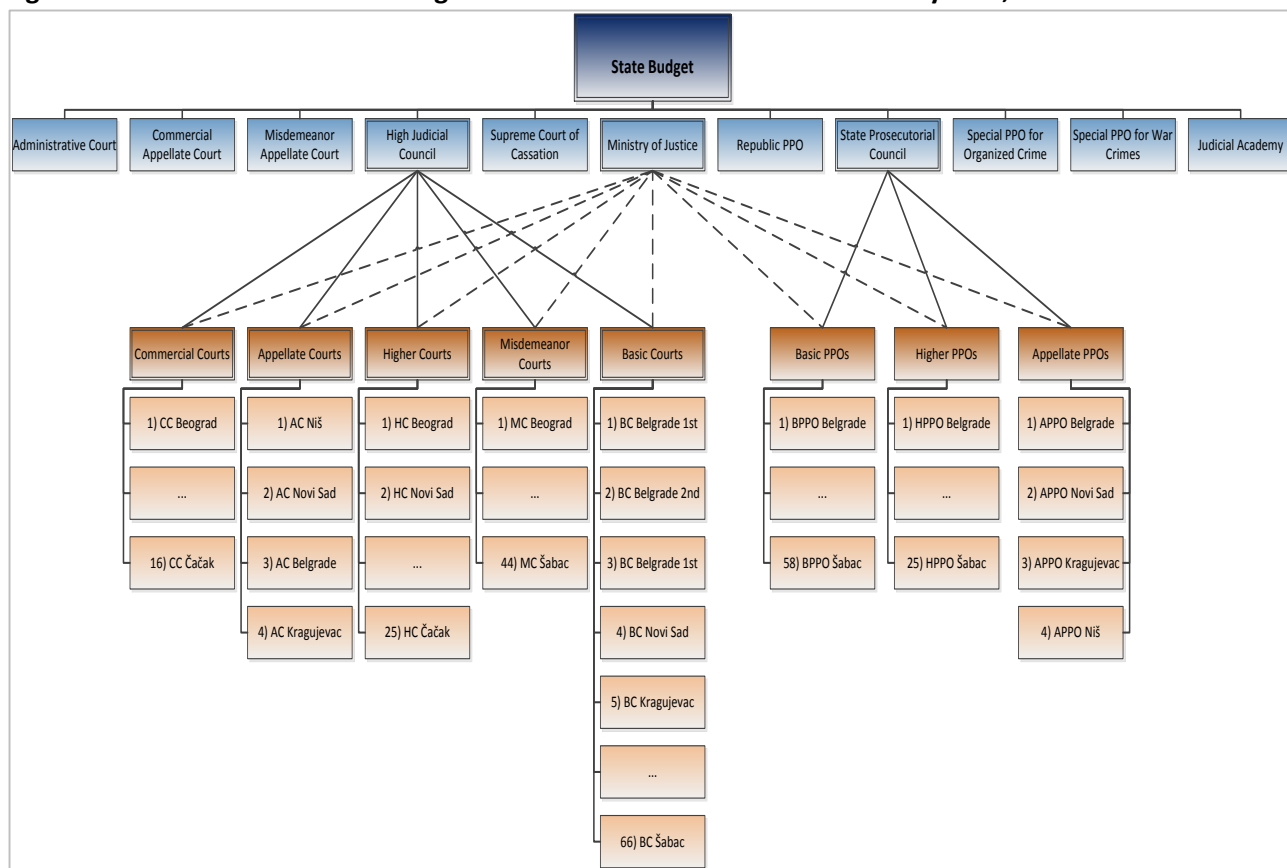 State Budget
Administrative Court
Commercial
Appellate Court
Misdemeanor
Appellate Court
High Judicial
Council
Supreme Court of
Cassation
Ministry of Justice
Republic PPO
State Prosecutorial
Council
Special PPO for
Organized Crime
Special PPO for War
Crimes
Judicial Academy
Commercial Courts
Appellate Courts
Higher Courts
Misdemeanor
Courts
Basic Courts
Basic PPOs
Higher PPOs
Appellate PPOs
1) CC Beograd
...
16) CC Čačak
1) AC Niš
2) AC Novi Sad
3) AC Belgrade
4) AC Kragujevac
1) HC Beograd
2) HC Novi Sad
...
25) HC Čačak
1) MC Beograd
...
44) MC Šabac
1) BC Belgrade 1st
2) BC Belgrade 2nd
3) BC Belgrade 1st
4) BC Novi Sad
5) BC Kragujevac
...
66) BC Šabac
1) BPPO Belgrade
...
58) BPPO Šabac
1) HPPO Belgrade
...
25) HPPO Šabac
1) APPO Belgrade
2) APPO Novi Sad
3) APPO Kragujevac
4) APPO Niš